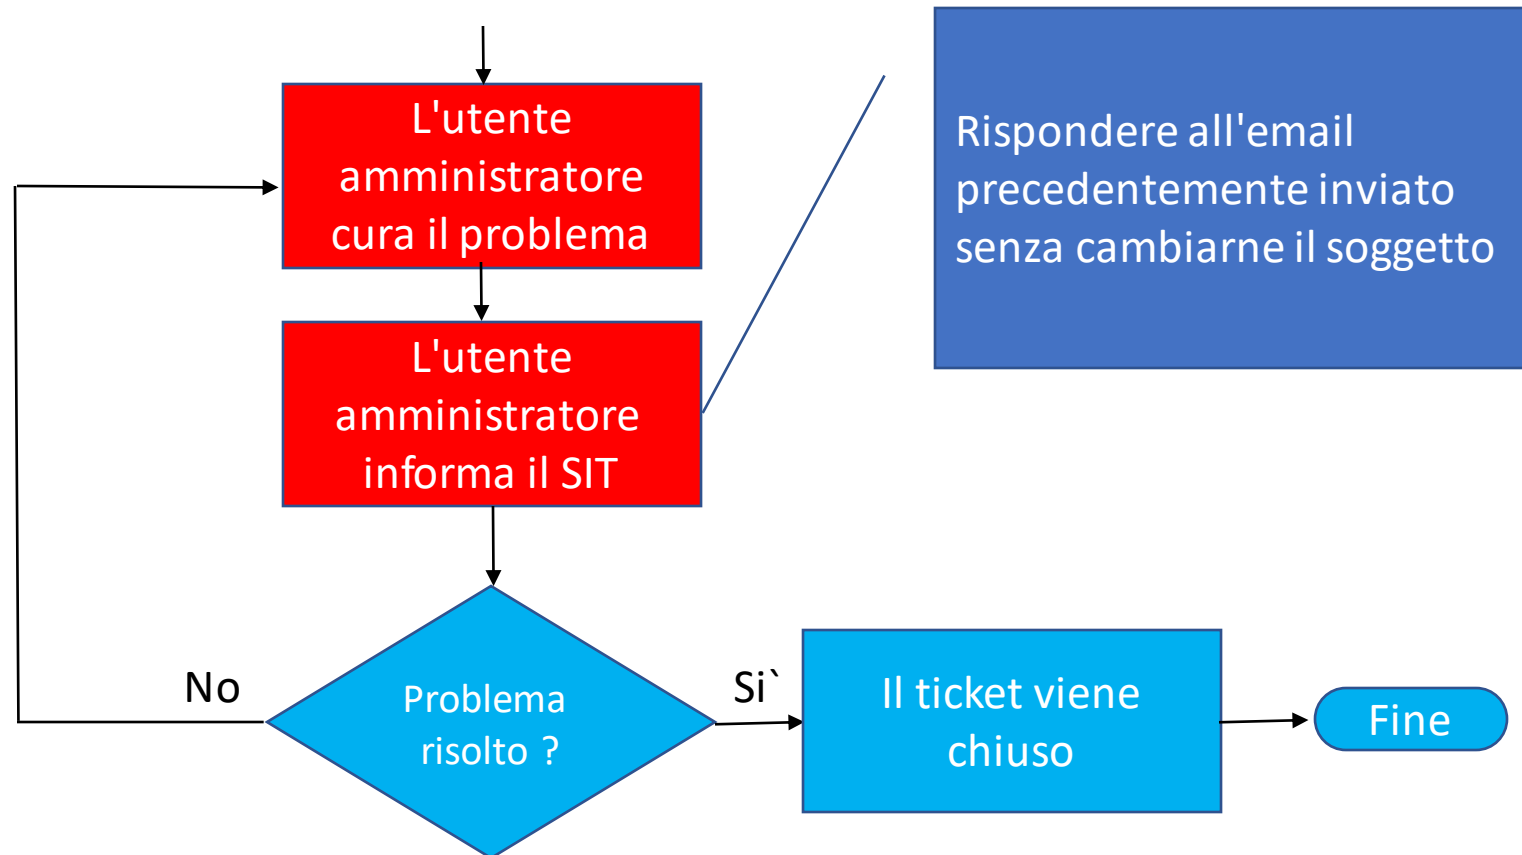 L'utente
amministratore
cura il problema
Rispondere all'email
precedentemente inviato
senza cambiarne il soggetto
L'utente
amministratore
informa il SIT
No
Problema
risolto ?
Si`
Il ticket viene
chiuso
Fine